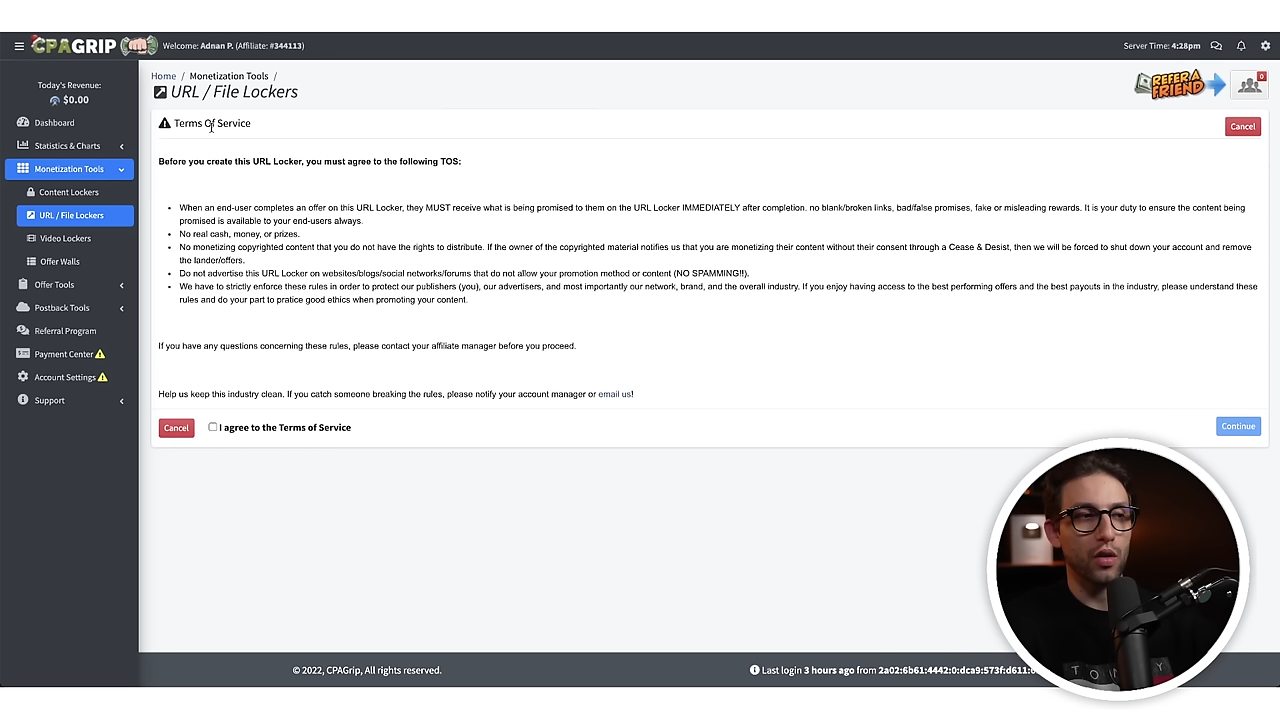 CPAGRIP
Welcome: Adnan P. (Affiliate: #344113)
Server Time: 4:28pm
Today's Revenue:
$0.00
Dashboard
Statistics & Charts
Monetization Tools
Content Lockers
URL / File Lockers
Video Lockers
Offer Walls
Offer Tools
Postback Tools
Referral Program
Payment Center
Account Settings
Support
Home / Monetization Tools /
URL / File Lockers
REFER A
FRIEND
0
Terms Of Service
Cancel
Before you create this URL Locker, you must agree to the following TOS:
• When an end-user completes an offer on this URL Locker, they MUST receive what is being promised to them on the URL Locker IMMEDIATELY after completion. no blank/broken links, bad/false promises, fake or misleading rewards. It is your duty to ensure the content being
promised is available to your end-users always.
• No real cash, money, or prizes.
• No monetizing copyrighted content that you do not have the rights to distribute. If the owner of the copyrighted material notifies us that you are monetizing their content without their consent through a Cease & Desist, then we will be forced to shut down your account and remove
the lander/offers.
• Do not advertise this URL Locker on websites/blogs/social networks/forums that do not allow your promotion method or content (NO SPAMMING!!).
• We have to strictly enforce these rules in order to protect our publishers (you), our advertisers, and most importantly our network, brand, and the overall industry. If you enjoy having access to the best performing offers and the best payouts in the industry, please understand these
rules and do your part to pratice good ethics when promoting your content.
If you have any questions concerning these rules, please contact your affiliate manager before you proceed.
Help us keep this industry clean. If you catch someone breaking the rules, please notify your account manager or email us!
Cancel
I agree to the Terms of Service
Continue
© 2022, CPAGrip, All rights reserved.
Last login 3 hours ago from 2a02:6b61:4442:0:dca9:573f:d611: